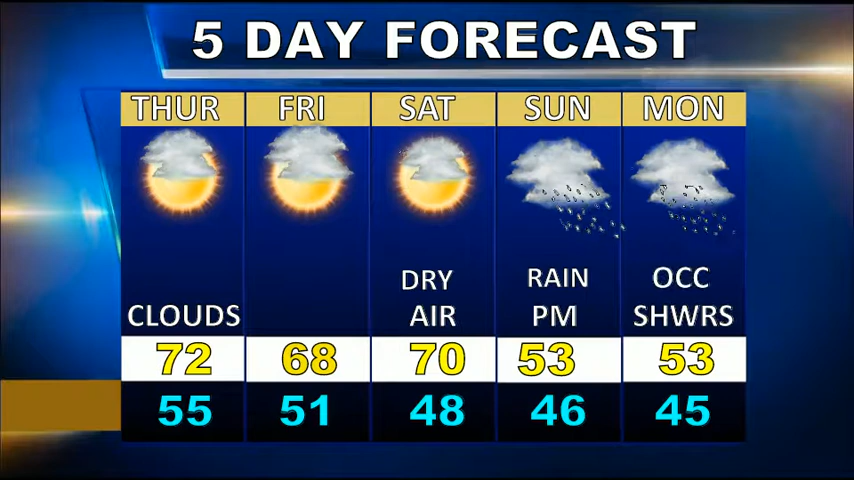 5 DAY FORECAST
THUR FRI SAT SUN MON
DRY RAIN OCC
CLOUDS AIR PM SHWRS
72 68 70 53 53
55 51 48 46 45